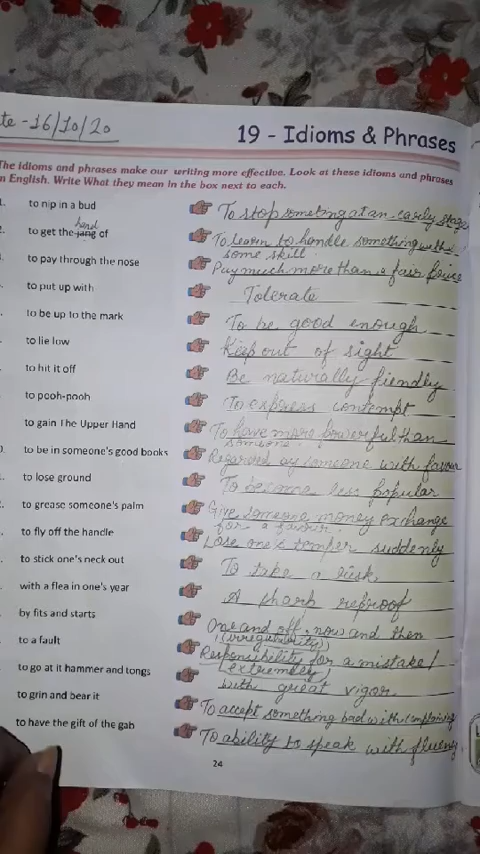 te - 16/10/20
19 - Idioms & Phrases
The idioms and phrases make our writing more effective. Look at these idioms and phrases
n English. Write What they mean in the box next to each.
to nip in a bud To stop someting at an early stage
hand
to get the jang of To learn to handle something with
some skill
to pay through the nose Pay much more than a fair price
to put up with Tolerate
to be up to the mark To be good enough
to lie low Keep out of sight
to hit it off Be naturally fiendly
to pooh-pooh To express contempt
to gain The Upper Hand To have more powerful than
someone
to be in someone's good books Regarded by someone with favour
to lose ground To become less popular
to grease someone's palm Give someone money exchange
for a favour
to fly off the handle Lose one's temper suddenly
to stick one's neck out To take a risk
with a flea in one's year A sharp reproof
by fits and starts One and off, now and then
(irregularity)
to a fault Responsibility for a mistake/
(extremeley)
to go at it hammer and tongs with great vigor
to grin and bear it To accept something bad with complaining
to have the gift of the gab To ability to speak with fluency
24